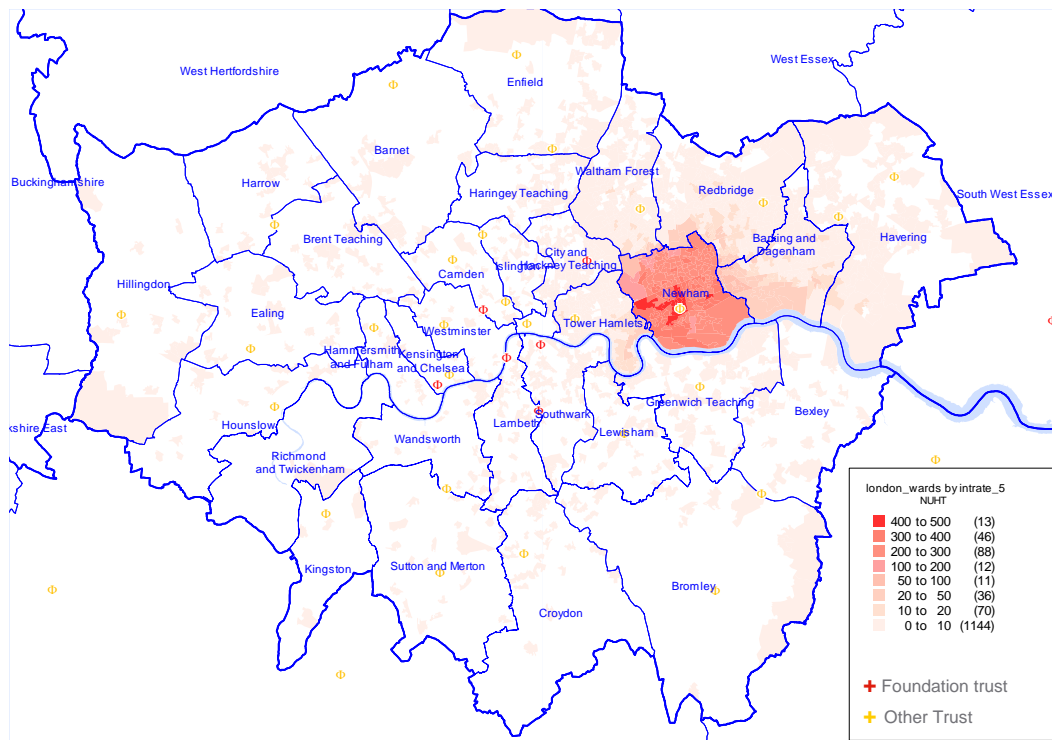 West Hertfordshire
West Essex
Enfield
Barnet
Buckinghamshire
Harrow
Haringey Teaching
Waltham Forest
Redbridge
South West Essex
Brent Teaching
Camden
Islington
City and
Hackney Teaching
Barking and
Dagenham
Havering
Hillingdon
Ealing
Newham
Westminster
Tower Hamlets
Hammersmith
and Fulham
Kensington
and Chelsea
Hounslow
kshire East
Richmond
and Twickenham
Wandsworth
Lambeth
Southwark
Lewisham
Greenwich Teaching
Bexley
Kingston
Sutton and Merton
Croydon
Bromley
london_wards by intrate_5
NUHT
400 to 500 (13)
300 to 400 (46)
200 to 300 (88)
100 to 200 (12)
50 to 100 (11)
20 to 50 (36)
10 to 20 (70)
0 to 10 (1144)
Foundation trust
Other Trust